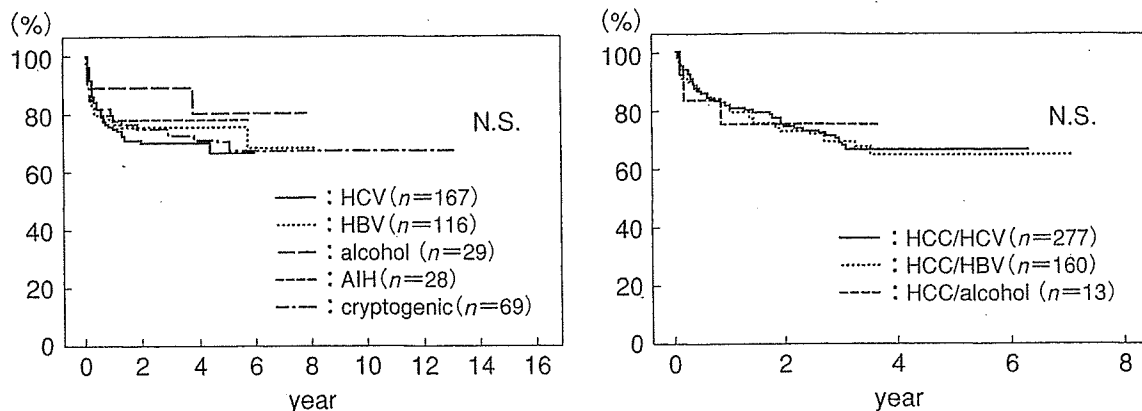 (%)
100
80
60
40
20
0
0 2 4 6 8 10 12 14 16
year
N.S.
: HCV(n=167)
: HBV(n=116)
: alcohol (n=29)
: AIH(n=28)
: cryptogenic(n=69)
(%)
100
80
60
40
20
0
0 2 4 6 8
year
N.S.
: HCC/HCV(n=277)
: HCC/HBV(n=160)
: HCC/alcohol (n=13)